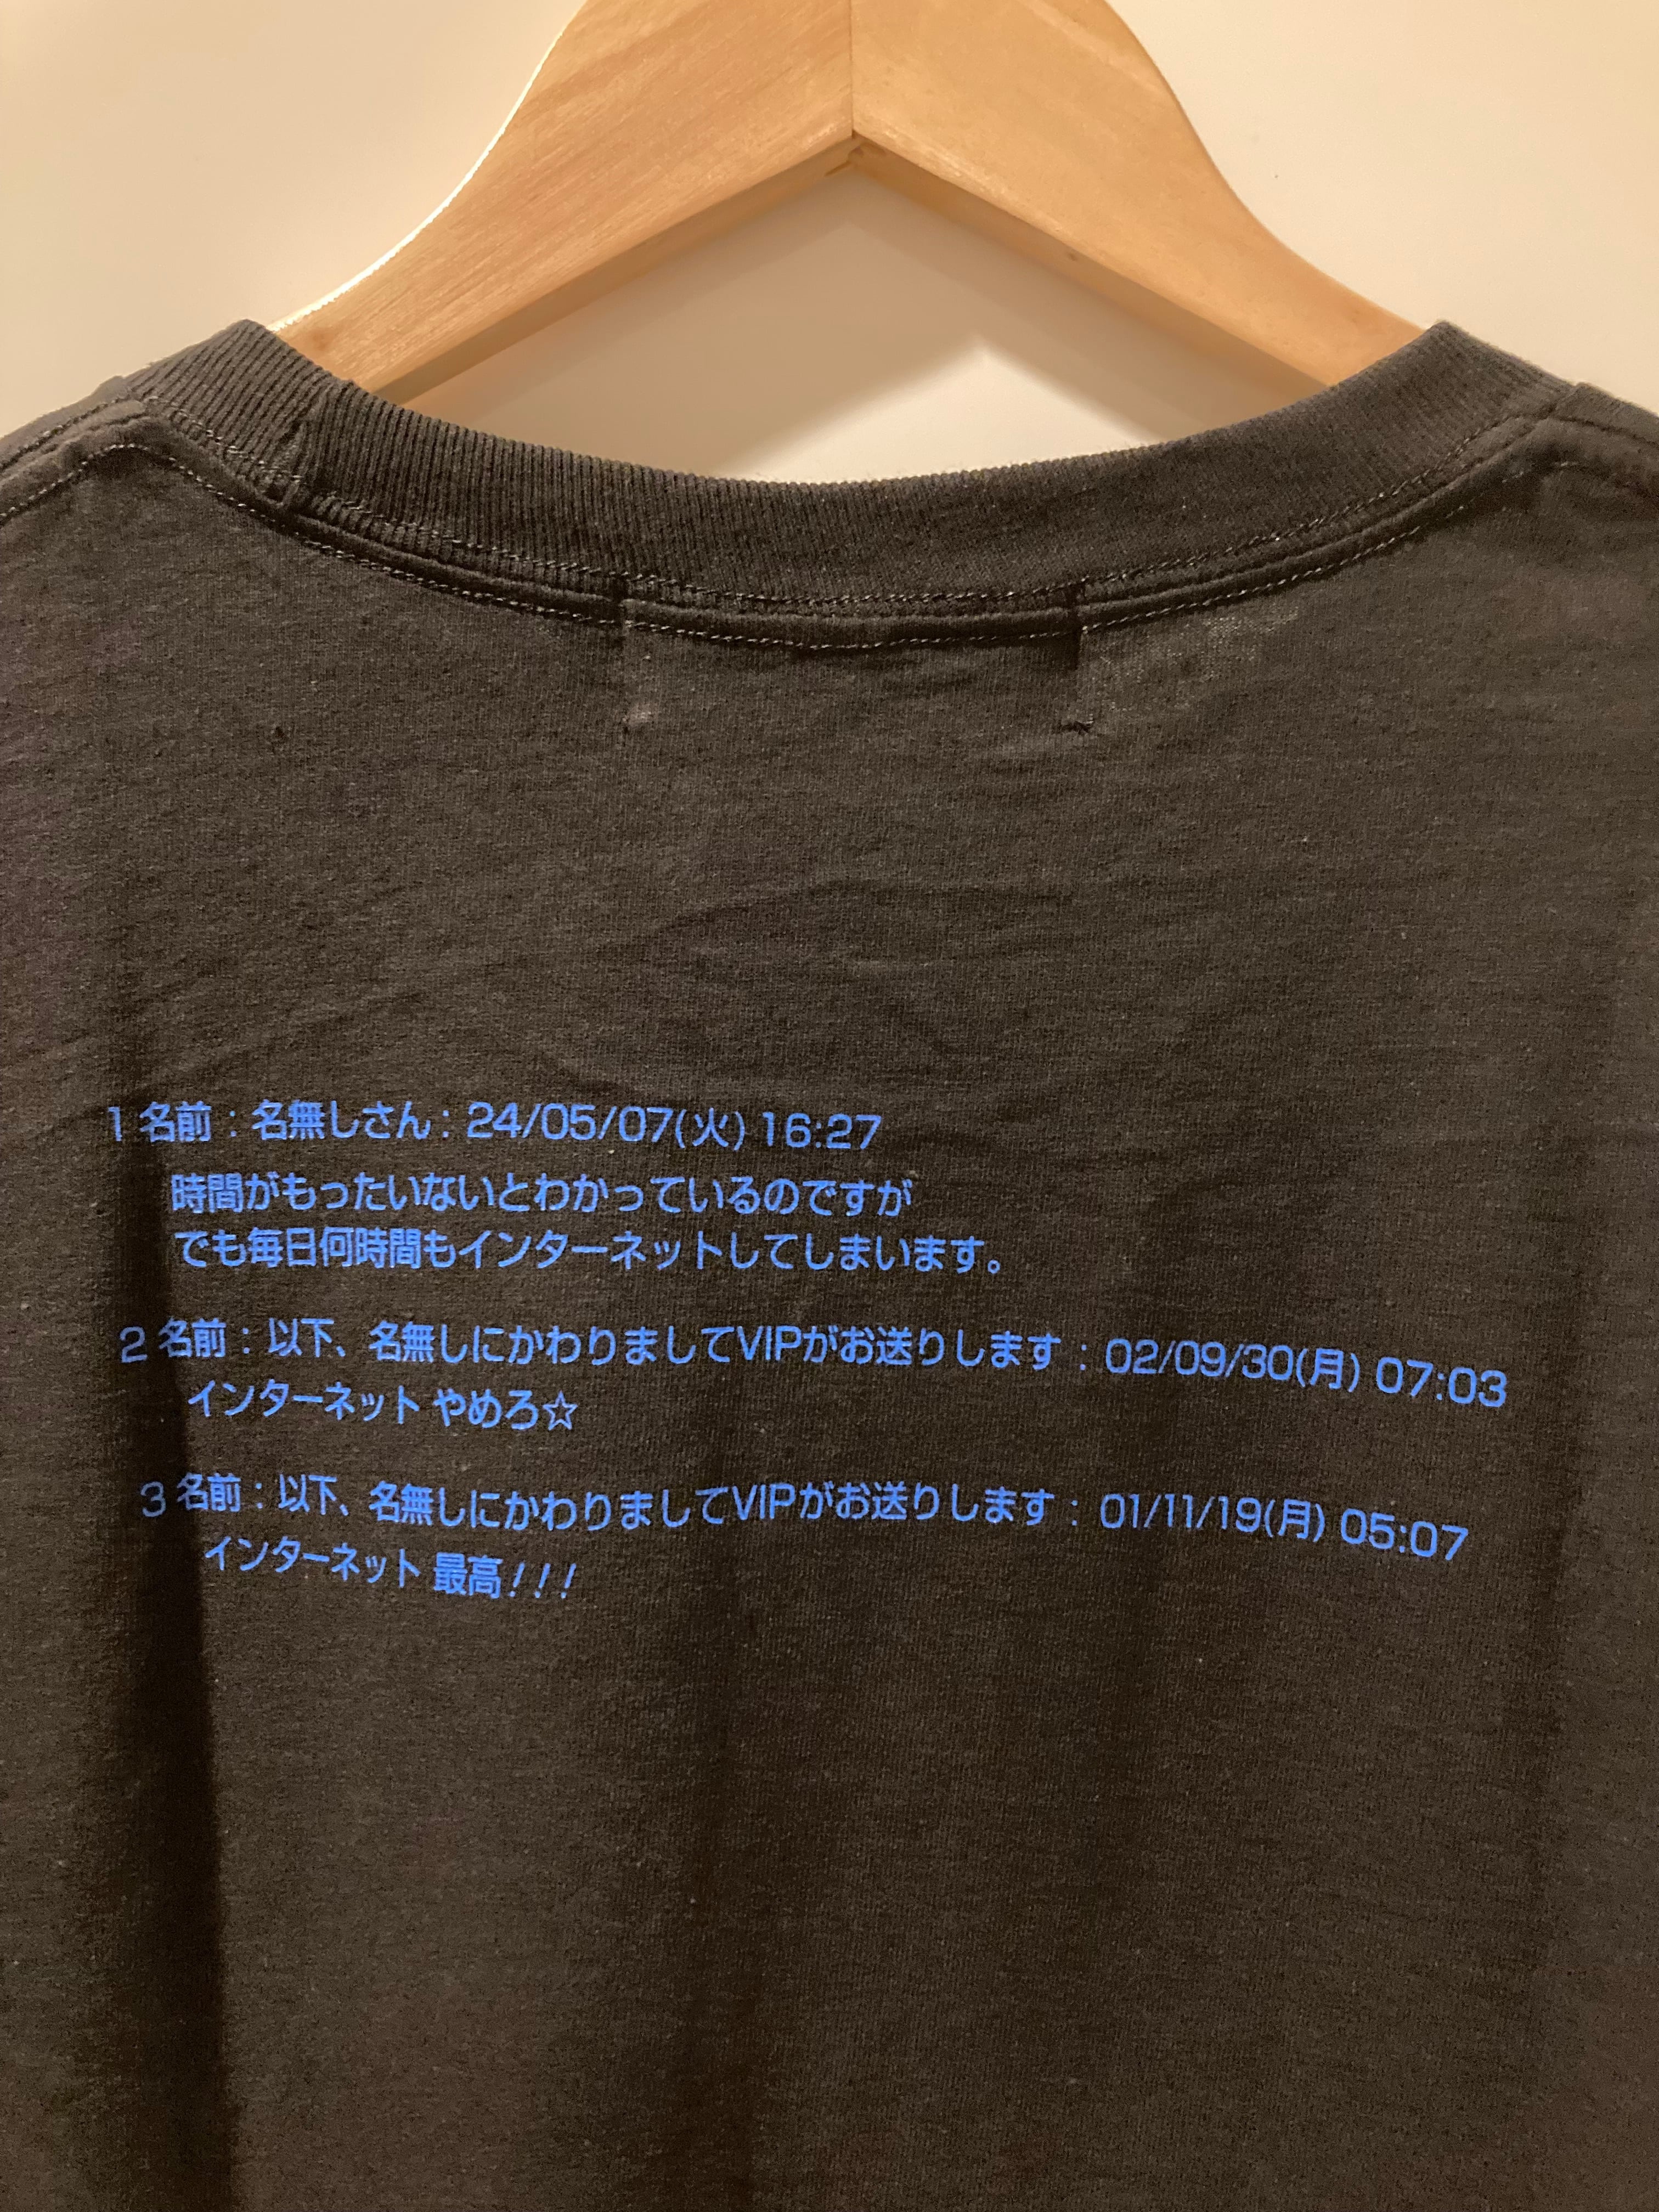 1 名前：名無しさん：24/05/07(火) 16:27
時間がもったいないとわかっているのですが
でも毎日何時間もインターネットしてしまいます。
2 名前：以下、名無しにかわりましてVIPがお送りします：02/09/30(月) 07:03
インターネット やめろ☆
3 名前：以下、名無しにかわりましてVIPがお送りします：01/11/19(月) 05:07
インターネット 最高！！！